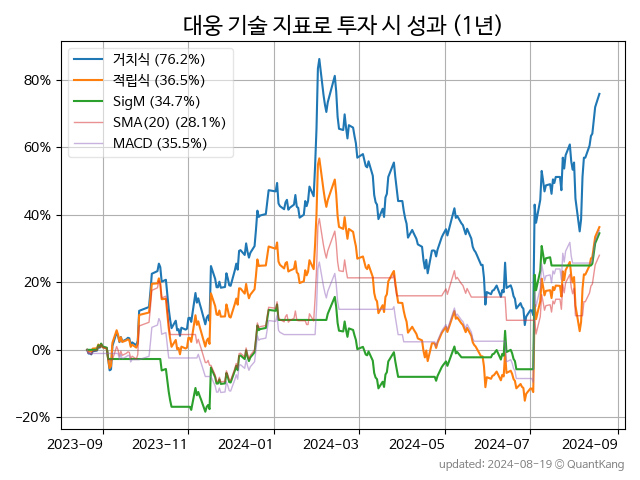 대웅 기술 지표로 투자 시 성과 (1년)
거치식 (76.2%)
적립식 (36.5%)
SigM (34.7%)
SMA(20) (28.1%)
MACD (35.5%)
80%
60%
40%
20%
0%
−20%
2023−09 2023−11 2024−01 2024−03 2024−05 2024−07 2024−09
updated: 2024-08-19 © QuantKang